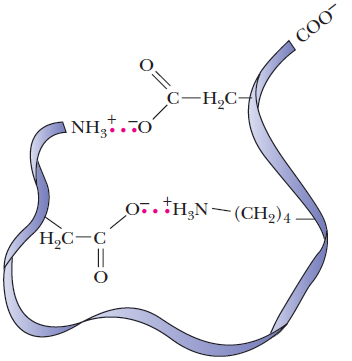 COO⁻
O
C—H₂C
NH₃⁺•••⁻O
O⁻•••⁺H₃N—(CH₂)₄
H₂C—C
O